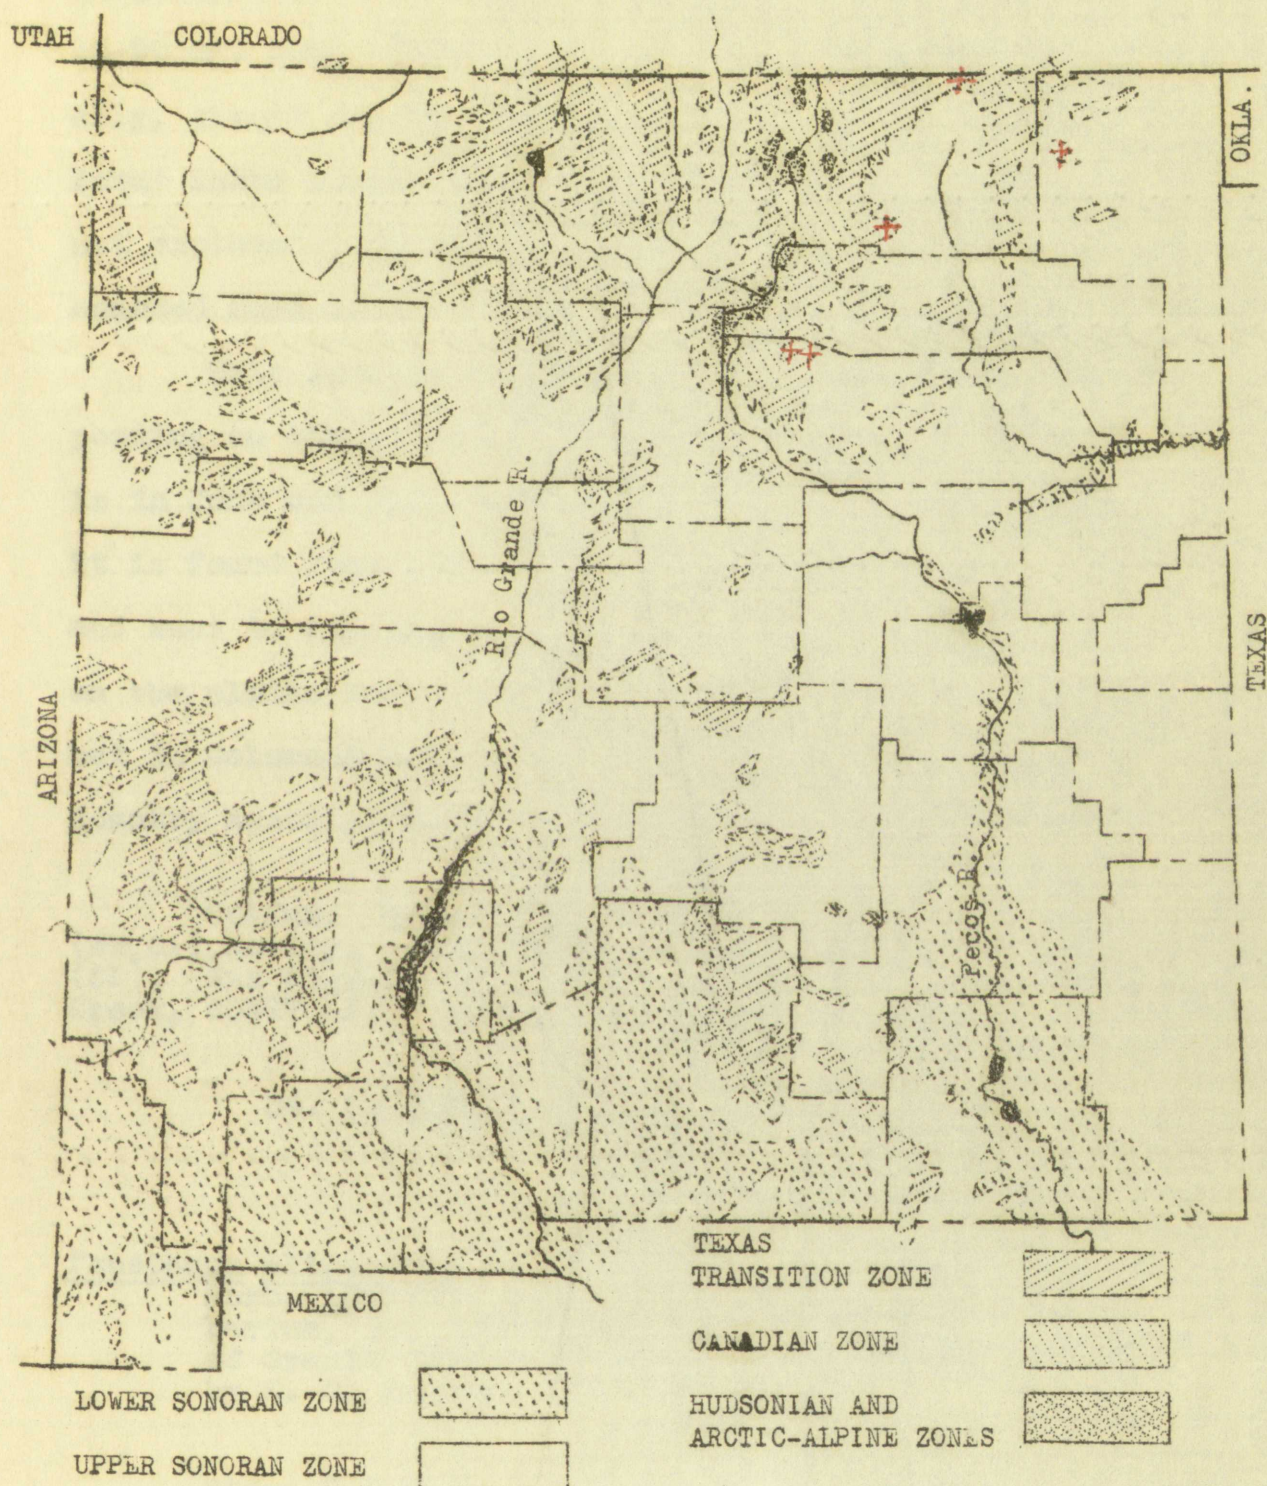 UTAH
COLORADO
OKLA.
Rio Grande R.
TEXAS
ARIZONA
Pecos R.
TEXAS
TRANSITION ZONE
MEXICO
CANADIAN ZONE
LOWER SONORAN ZONE
HUDSONIAN AND
ARCTIC-ALPINE ZONES
UPPER SONORAN ZONE